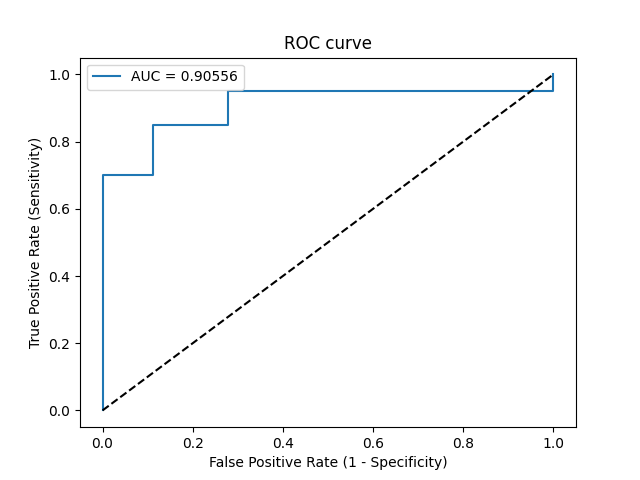 ROC curve
AUC = 0.90556
1.0
0.8
0.6
0.4
0.2
0.0
True Positive Rate (Sensitivity)
0.0 0.2 0.4 0.6 0.8 1.0
False Positive Rate (1 - Specificity)